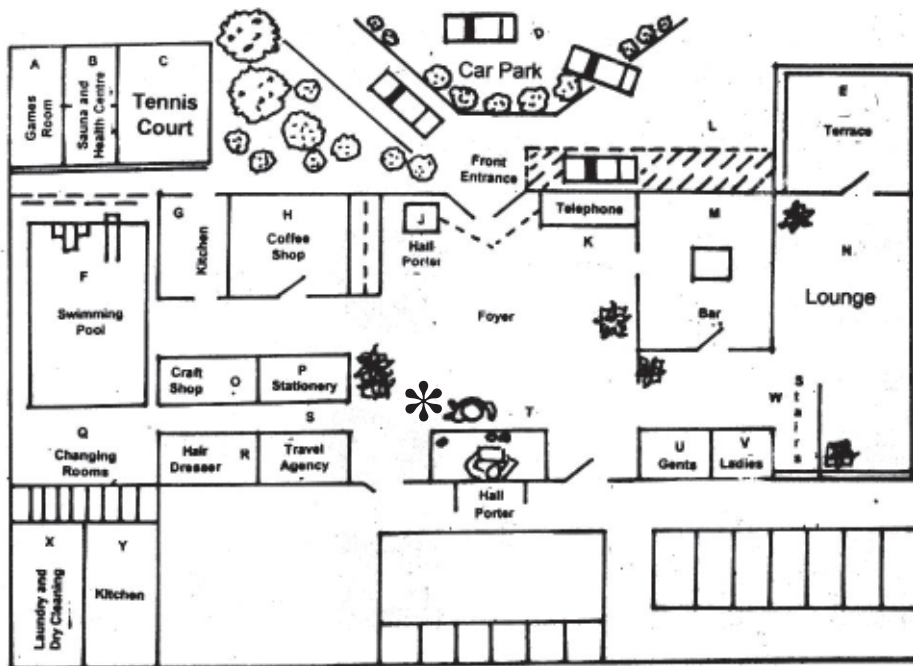 A
Games
Room
B
Sauna and
Health Centre
C
Tennis
Court
D
Car Park
E
Terrace
L
Front
Entrance
F
Swimming
Pool
G
Kitchen
H
Coffee
Shop
J
Hall
Porter
Telephone
K
M
Bar
N
Lounge
Foyer
Craft
Shop
O
P
Stationery
*
Q
Changing
Rooms
Hair
Dresser
R
S
Travel
Agency
T
Hall
Porter
U
Gents
V
Ladies
W
Stairs
X
Laundry and
Dry Cleaning
Y
Kitchen